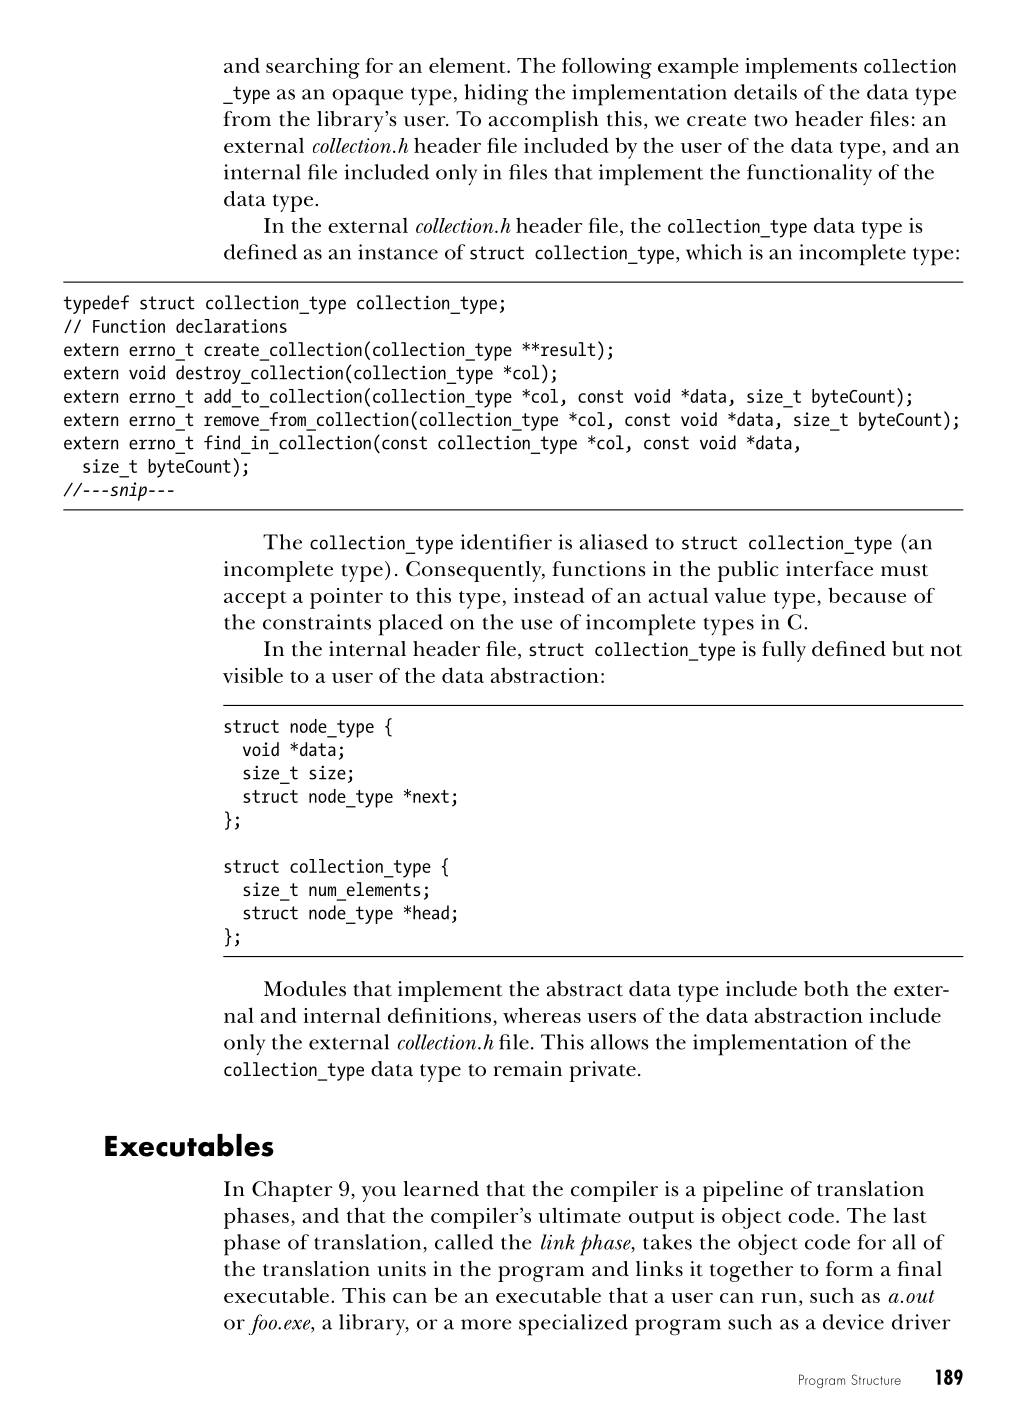 and searching for an element. The following example implements collection
_type as an opaque type, hiding the implementation details of the data type
from the library’s user. To accomplish this, we create two header files: an
external collection.h header file included by the user of the data type, and an
internal file included only in files that implement the functionality of the
data type.
In the external collection.h header file, the collection_type data type is
defined as an instance of struct collection_type, which is an incomplete type:
typedef struct collection_type collection_type;
// Function declarations
extern errno_t create_collection(collection_type **result);
extern void destroy_collection(collection_type *col);
extern errno_t add_to_collection(collection_type *col, const void *data, size_t byteCount);
extern errno_t remove_from_collection(collection_type *col, const void *data, size_t byteCount);
extern errno_t find_in_collection(const collection_type *col, const void *data,
  size_t byteCount);
//---snip---
The collection_type identifier is aliased to struct collection_type (an
incomplete type). Consequently, functions in the public interface must
accept a pointer to this type, instead of an actual value type, because of
the constraints placed on the use of incomplete types in C.
In the internal header file, struct collection_type is fully defined but not
visible to a user of the data abstraction:
struct node_type {
  void *data;
  size_t size;
  struct node_type *next;
};
struct collection_type {
  size_t num_elements;
  struct node_type *head;
};
Modules that implement the abstract data type include both the exter-
nal and internal definitions, whereas users of the data abstraction include
only the external collection.h file. This allows the implementation of the
collection_type data type to remain private.
Executables
In Chapter 9, you learned that the compiler is a pipeline of translation
phases, and that the compiler’s ultimate output is object code. The last
phase of translation, called the link phase, takes the object code for all of
the translation units in the program and links it together to form a final
executable. This can be an executable that a user can run, such as a.out
or foo.exe, a library, or a more specialized program such as a device driver
Program Structure 189